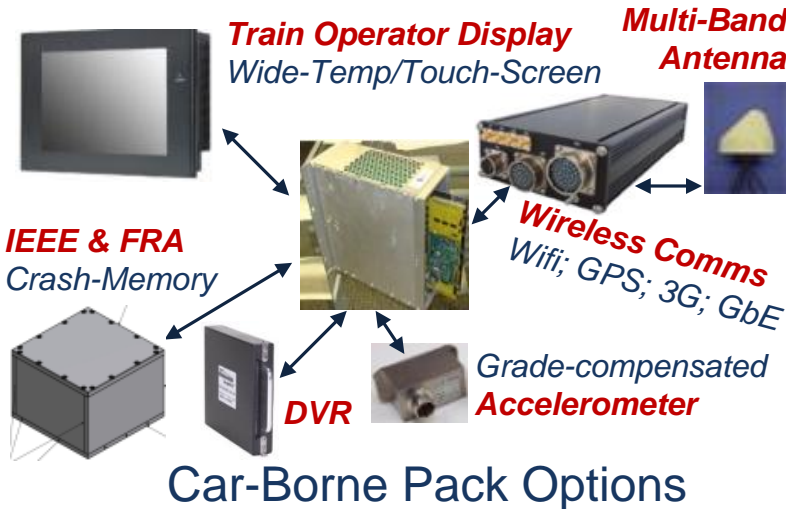 Train Operator Display
Wide-Temp/Touch-Screen
Multi-Band
Antenna
IEEE & FRA
Crash-Memory
Wireless Comms
Wifi; GPS; 3G; GbE
DVR
Grade-compensated
Accelerometer
Car-Borne Pack Options